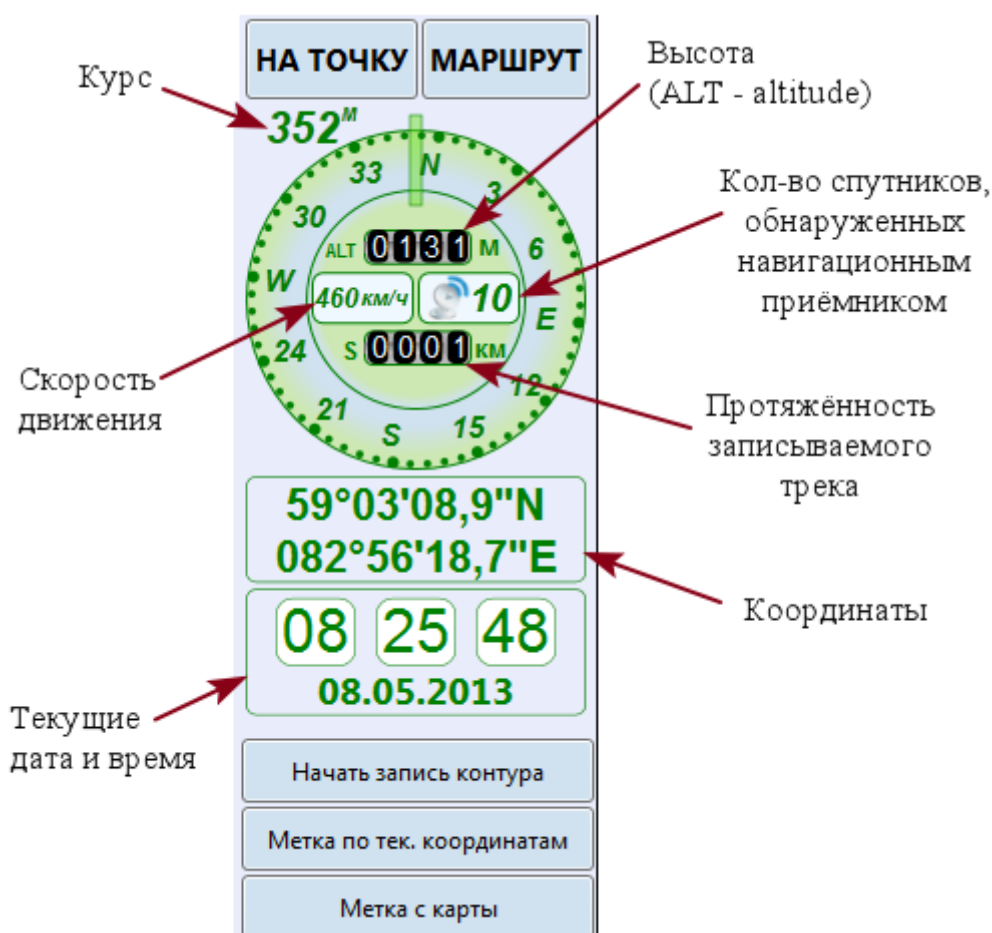 НА ТОЧКУ
МАРШРУТ
Высота
(ALT - altitude)
Курс
352М
N
3
6
E
12
15
S
21
24
W
30
33
ALT 0131 М
460 км/ч
10
S 0001 КМ
Кол-во спутников,
обнаруженных
навигационным
приёмником
Скорость
движения
Протяжённость
записываемого
трека
59°03'08,9"N
082°56'18,7"E
Координаты
08 25 48
08.05.2013
Текущие
дата и время
Начать запись контура
Метка по тек. координатам
Метка с карты